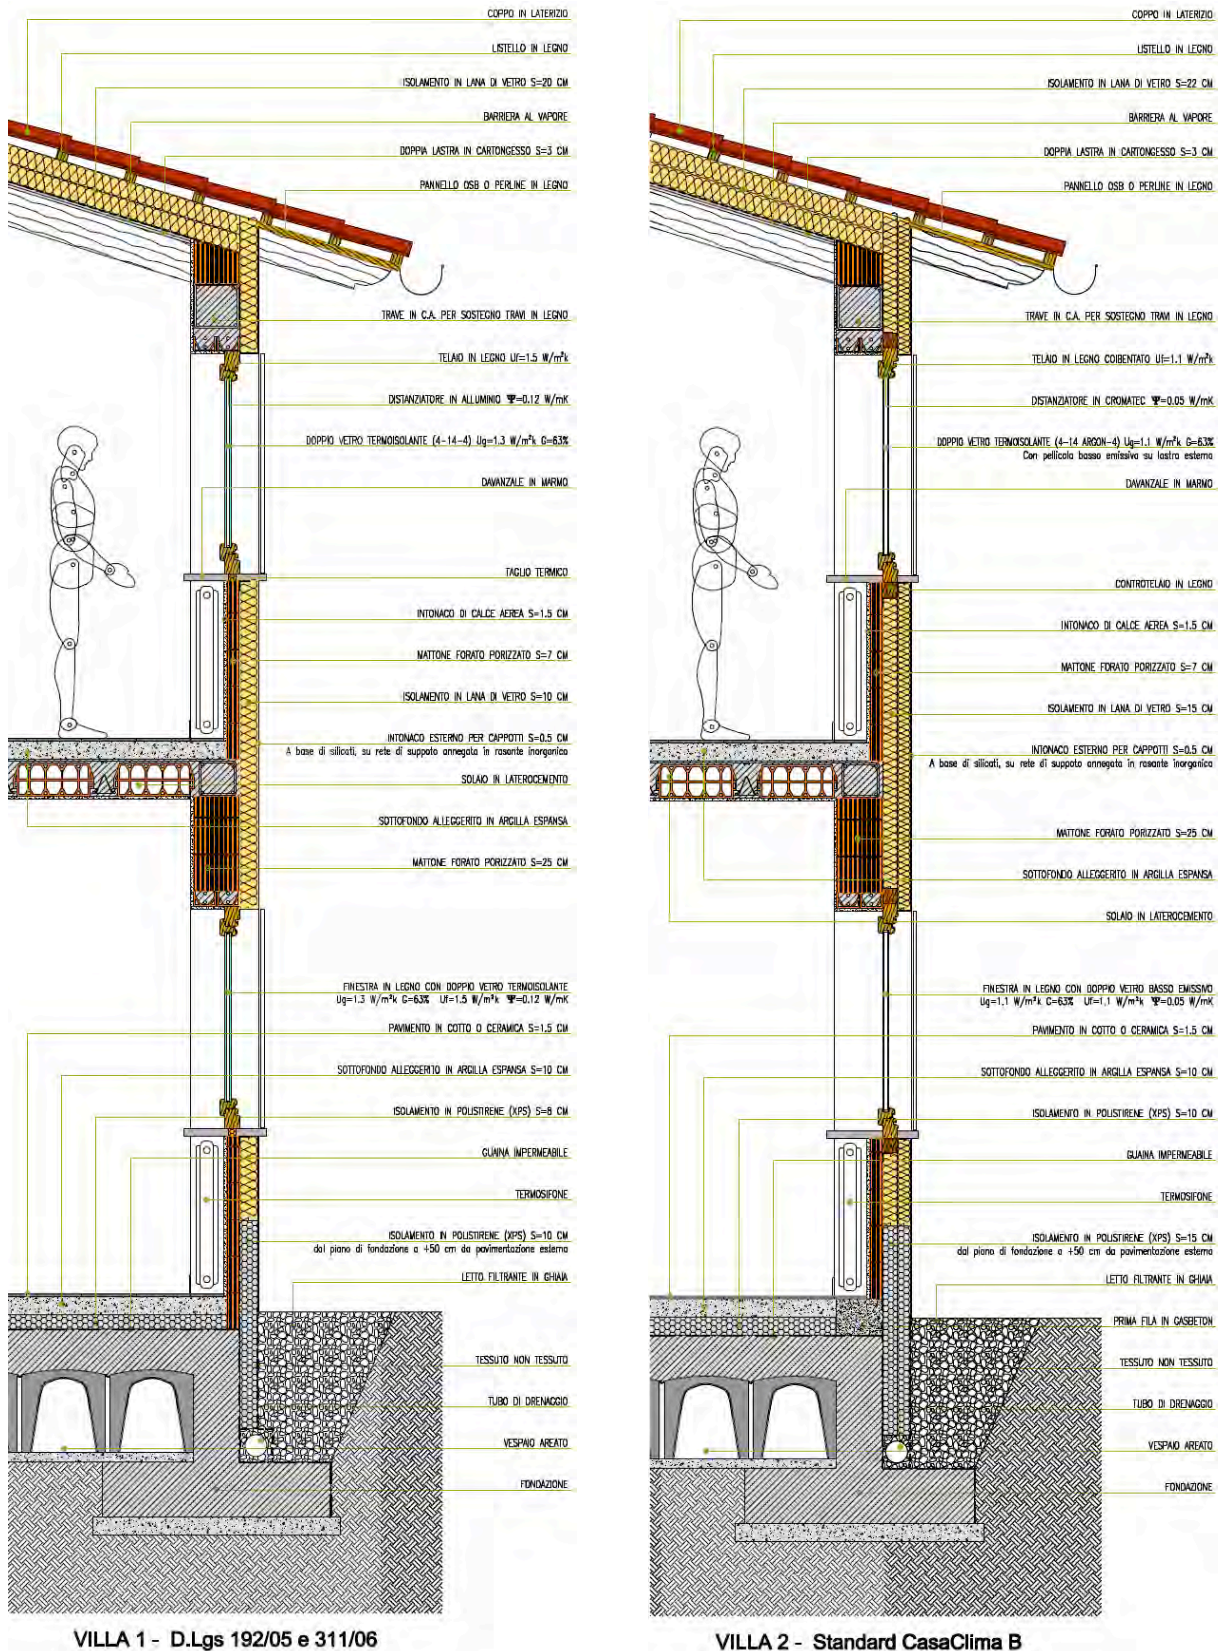 COPPO IN LATERIZIO
LISTELLO IN LEGNO
ISOLAMENTO IN LANA DI VETRO S=20 CM
BARRIERA AL VAPORE
DOPPIA LASTRA IN CARTONGESSO S=3 CM
PANNELLO OSB O PERLINE IN LEGNO
TRAVE IN C.A. PER SOSTEGNO TRAVI IN LEGNO
TELAIO IN LEGNO Uf=1.5 W/m²k
DISTANZIATORE IN ALLUMINIO Ψ=0.12 W/mK
DOPPIO VETRO TERMOISOLANTE (4-14-4) Ug=1.3 W/m²k G=63%
DAVANZALE IN MARMO
TAGLIO TERMICO
INTONACO DI CALCE AEREA S=1.5 CM
MATTONE FORATO PORIZZATO S=7 CM
ISOLAMENTO IN LANA DI VETRO S=10 CM
INTONACO ESTERNO PER CAPPOTTI S=0.5 CM
A base di silicati, su rete di suppoto annegata in rasante inorganica
SOLAIO IN LATEROCEMENTO
SOTTOFONDO ALLEGGERITO IN ARGILLA ESPANSA
MATTONE FORATO PORIZZATO S=25 CM
FINESTRA IN LEGNO CON DOPPIO VETRO TERMOISOLANTE
Ug=1.3 W/m²k G=63% Uf=1.5 W/m²k Ψ=0.12 W/mK
PAVIMENTO IN COTTO O CERAMICA S=1.5 CM
SOTTOFONDO ALLEGGERITO IN ARGILLA ESPANSA S=10 CM
ISOLAMENTO IN POLISTIRENE (XPS) S=8 CM
GUAINA IMPERMEABILE
TERMOSIFONE
ISOLAMENTO IN POLISTIRENE (XPS) S=10 CM
dal piano di fondazione a +50 cm da pavimentazione esterna
LETTO FILTRANTE IN GHIAIA
TESSUTO NON TESSUTO
TUBO DI DRENAGGIO
VESPAIO AREATO
FONDAZIONE
VILLA 1 - D.Lgs 192/05 e 311/06
COPPO IN LATERIZIO
LISTELLO IN LEGNO
ISOLAMENTO IN LANA DI VETRO S=22 CM
BARRIERA AL VAPORE
DOPPIA LASTRA IN CARTONGESSO S=3 CM
PANNELLO OSB O PERLINE IN LEGNO
TRAVE IN C.A. PER SOSTEGNO TRAVI IN LEGNO
TELAIO IN LEGNO COIBENTATO Uf=1.1 W/m²k
DISTANZIATORE IN CROMATEC Ψ=0.05 W/mK
DOPPIO VETRO TERMOISOLANTE (4-14 ARGON-4) Ug=1.1 W/m²k G=63%
Con pellicola basso emissiva su lastra esterna
DAVANZALE IN MARMO
CONTROTELAIO IN LEGNO
INTONACO DI CALCE AEREA S=1.5 CM
MATTONE FORATO PORIZZATO S=7 CM
ISOLAMENTO IN LANA DI VETRO S=15 CM
INTONACO ESTERNO PER CAPPOTTI S=0.5 CM
A base di silicati, su rete di suppoto annegata in rasante inorganica
MATTONE FORATO PORIZZATO S=25 CM
SOTTOFONDO ALLEGGERITO IN ARGILLA ESPANSA
SOLAIO IN LATEROCEMENTO
FINESTRA IN LEGNO CON DOPPIO VETRO BASSO EMISSIVO
Ug=1.1 W/m²k G=63% Uf=1.1 W/m²k Ψ=0.05 W/mK
PAVIMENTO IN COTTO O CERAMICA S=1.5 CM
SOTTOFONDO ALLEGGERITO IN ARGILLA ESPANSA S=10 CM
ISOLAMENTO IN POLISTIRENE (XPS) S=10 CM
GUAINA IMPERMEABILE
TERMOSIFONE
ISOLAMENTO IN POLISTIRENE (XPS) S=15 CM
dal piano di fondazione a +50 cm da pavimentazione esterna
LETTO FILTRANTE IN GHIAIA
PRIMA FILA IN GASBETON
TESSUTO NON TESSUTO
TUBO DI DRENAGGIO
VESPAIO AREATO
FONDAZIONE
VILLA 2 - Standard CasaClima B